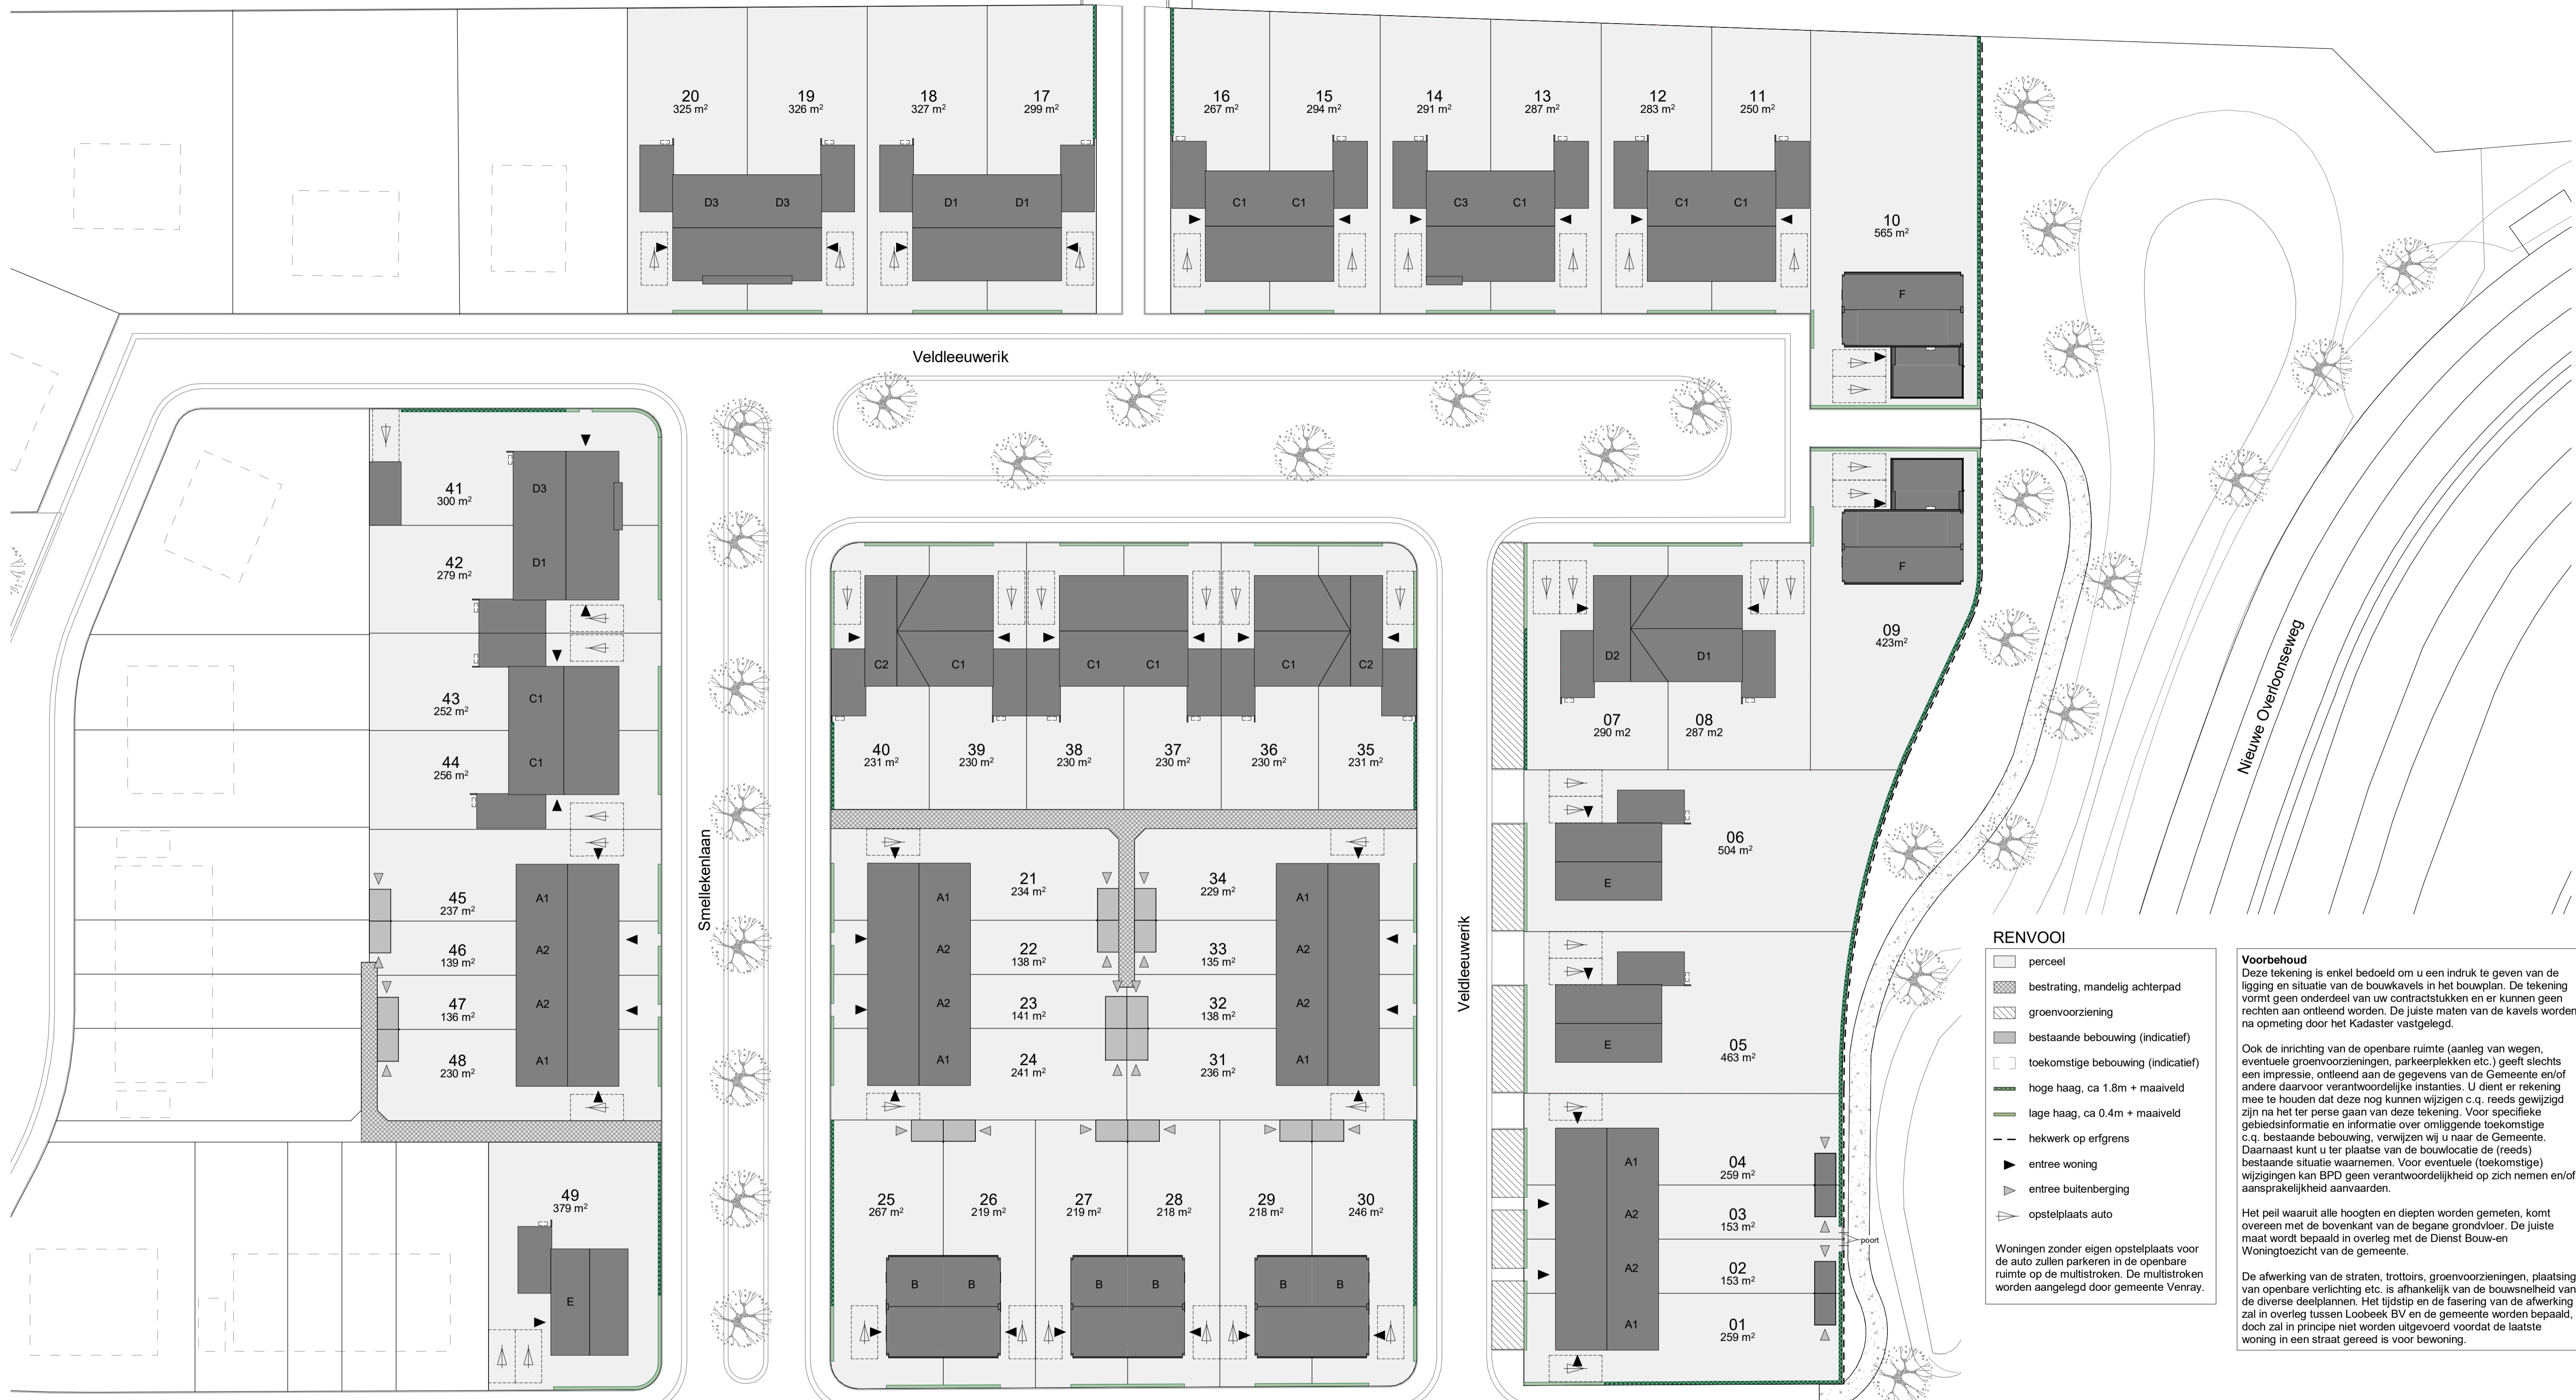 20
325 m²
19
326 m²
18
327 m²
17
299 m²
16
267 m²
15
294 m²
14
291 m²
13
287 m²
12
283 m²
11
250 m²
D3 D3
D1 D1
C1 C1
C3 C1
C1 C1
10
565 m²
F
Veldleeuwerik
41
300 m²
D3
42
279 m²
D1
43
252 m²
C1
44
256 m²
C1
45
237 m²
A1
46
139 m²
A2
47
136 m²
A2
48
230 m²
A1
49
379 m²
E
Smellekenlaan
C2 C1
C1 C1
C1 C2
40
231 m²
39
230 m²
38
230 m²
37
230 m²
36
230 m²
35
231 m²
A1
21
234 m²
34
229 m²
A1
A2
22
138 m²
33
135 m²
A2
A2
23
141 m²
32
138 m²
A2
A1
24
241 m²
31
236 m²
A1
25
267 m²
26
219 m²
27
219 m²
28
218 m²
29
218 m²
30
246 m²
B B
B B
B B
Veldleeuwerik
F
09
423m²
D2 D1
07
290 m2
08
287 m2
06
504 m²
E
05
463 m²
E
A1
04
259 m²
A2
03
153 m²
poort
A2
02
153 m²
A1
01
259 m²
Nieuwe Overloonseweg
RENVOOI
perceel
bestrating, mandelig achterpad
groenvoorziening
bestaande bebouwing (indicatief)
toekomstige bebouwing (indicatief)
hoge haag, ca 1.8m + maaiveld
lage haag, ca 0.4m + maaiveld
hekwerk op erfgrens
entree woning
entree buitenberging
opstelplaats auto
Woningen zonder eigen opstelplaats voor
de auto zullen parkeren in de openbare
ruimte op de multistroken. De multistroken
worden aangelegd door gemeente Venray.
Voorbehoud
Deze tekening is enkel bedoeld om u een indruk te geven van de
ligging en situatie van de bouwkavels in het bouwplan. De tekening
vormt geen onderdeel van uw contractstukken en er kunnen geen
rechten aan ontleend worden. De juiste maten van de kavels worden
na opmeting door het Kadaster vastgelegd.
Ook de inrichting van de openbare ruimte (aanleg van wegen,
eventuele groenvoorzieningen, parkeerplekken etc.) geeft slechts
een impressie, ontleend aan de gegevens van de Gemeente en/of
andere daarvoor verantwoordelijke instanties. U dient er rekening
mee te houden dat deze nog kunnen wijzigen c.q. reeds gewijzigd
zijn na het ter perse gaan van deze tekening. Voor specifieke
gebiedsinformatie en informatie over omliggende toekomstige
c.q. bestaande bebouwing, verwijzen wij u naar de Gemeente.
Daarnaast kunt u ter plaatse van de bouwlocatie de (reeds)
bestaande situatie waarnemen. Voor eventuele (toekomstige)
wijzigingen kan BPD geen verantwoordelijkheid op zich nemen en/of
aansprakelijkheid aanvaarden.
Het peil waaruit alle hoogten en diepten worden gemeten, komt
overeen met de bovenkant van de begane grondvloer. De juiste
maat wordt bepaald in overleg met de Dienst Bouw-en
Woningtoezicht van de gemeente.
De afwerking van de straten, trottoirs, groenvoorzieningen, plaatsing
van openbare verlichting etc. is afhankelijk van de bouwsnelheid van
de diverse deelplannen. Het tijdstip en de fasering van de afwerking
zal in overleg tussen Loobeek BV en de gemeente worden bepaald,
doch zal in principe niet worden uitgevoerd voordat de laatste
woning in een straat gereed is voor bewoning.